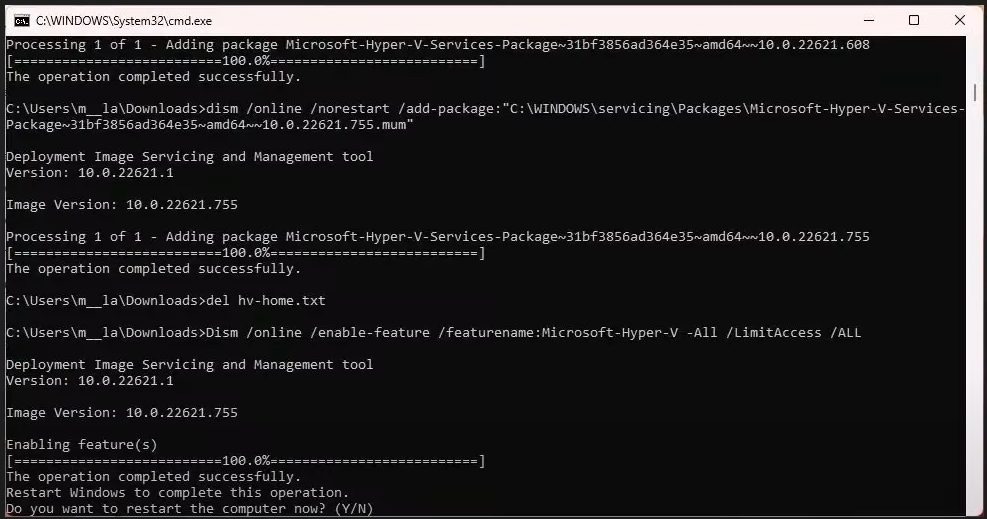 C:\WINDOWS\System32\cmd.exe
Processing 1 of 1 - Adding package Microsoft-Hyper-V-Services-Package~31bf3856ad364e35~amd64~~10.0.22621.608
[==========================100.0%==========================]
The operation completed successfully.
C:\Users\m__la\Downloads>dism /online /norestart /add-package:"C:\WINDOWS\servicing\Packages\Microsoft-Hyper-V-Services-
Package~31bf3856ad364e35~amd64~~10.0.22621.755.mum"
Deployment Image Servicing and Management tool
Version: 10.0.22621.1
Image Version: 10.0.22621.755
Processing 1 of 1 - Adding package Microsoft-Hyper-V-Services-Package~31bf3856ad364e35~amd64~~10.0.22621.755
[==========================100.0%==========================]
The operation completed successfully.
C:\Users\m__la\Downloads>del hv-home.txt
C:\Users\m__la\Downloads>Dism /online /enable-feature /featurename:Microsoft-Hyper-V -All /LimitAccess /ALL
Deployment Image Servicing and Management tool
Version: 10.0.22621.1
Image Version: 10.0.22621.755
Enabling feature(s)
[==========================100.0%==========================]
The operation completed successfully.
Restart Windows to complete this operation.
Do you want to restart the computer now? (Y/N)